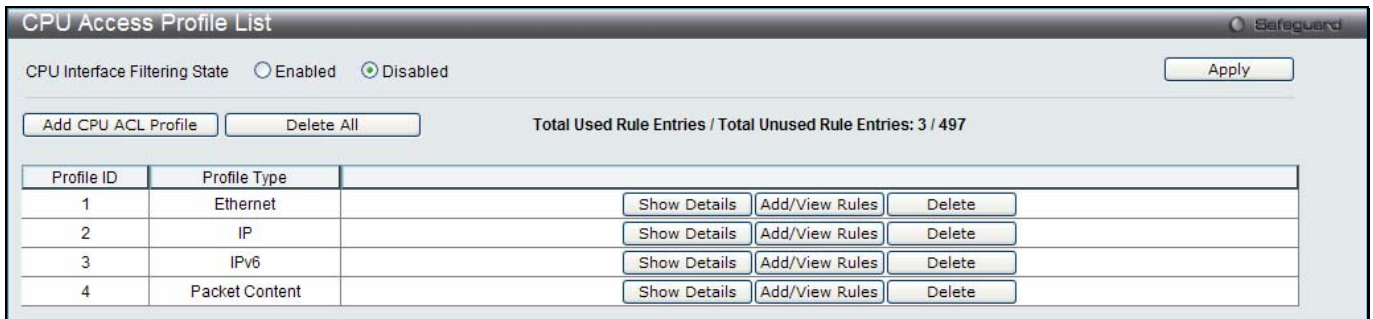 CPU Access Profile List
Safeguard
CPU Interface Filtering State Enabled Disabled Apply
Add CPU ACL Profile Delete All Total Used Rule Entries / Total Unused Rule Entries: 3 / 497
Profile ID Profile Type
1 Ethernet Show Details Add/View Rules Delete
2 IP Show Details Add/View Rules Delete
3 IPv6 Show Details Add/View Rules Delete
4 Packet Content Show Details Add/View Rules Delete